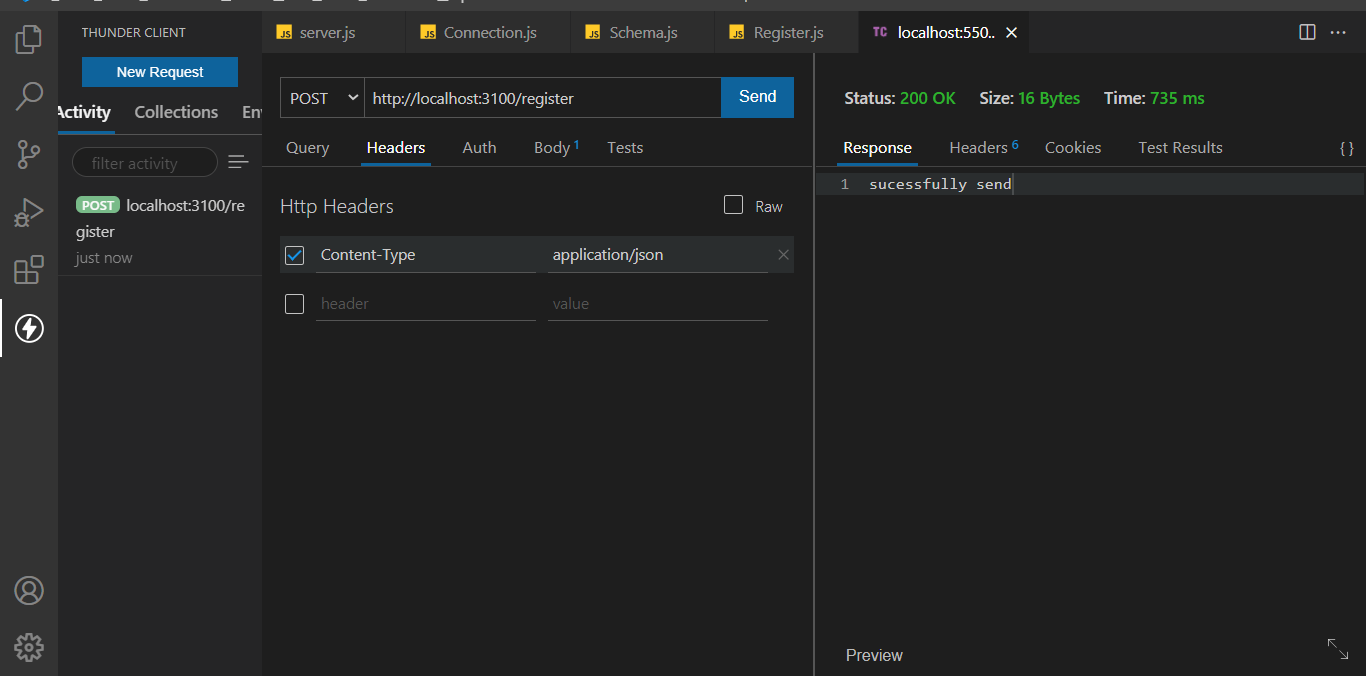 THUNDER CLIENT
New Request
Activity Collections En
filter activity
POST localhost:3100/re
gister
just now
JS server.js JS Connection.js JS Schema.js JS Register.js TC localhost:550.. ✕ ...
POST http://localhost:3100/register Send
Query Headers Auth Body 1 Tests
Http Headers Raw
Content-Type application/json
header value
Status: 200 OK Size: 16 Bytes Time: 735 ms
Response Headers 6 Cookies Test Results { }
1 sucessfully send
Preview